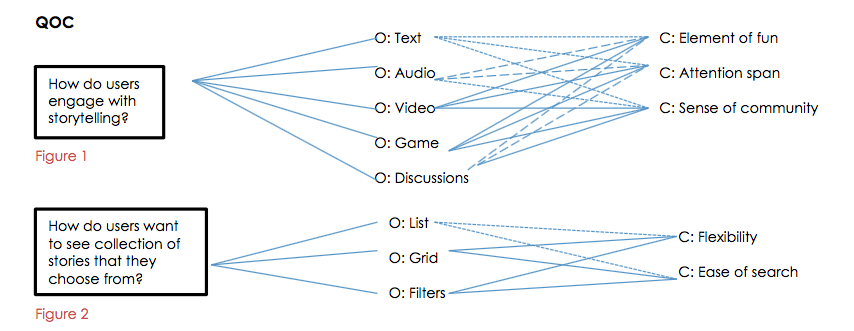 QOC
How do users
engage with
storytelling?
Figure 1
O: Text
O: Audio
O: Video
O: Game
O: Discussions
C: Element of fun
C: Attention span
C: Sense of community
How do users want
to see collection of
stories that they
choose from?
Figure 2
O: List
O: Grid
O: Filters
C: Flexibility
C: Ease of search